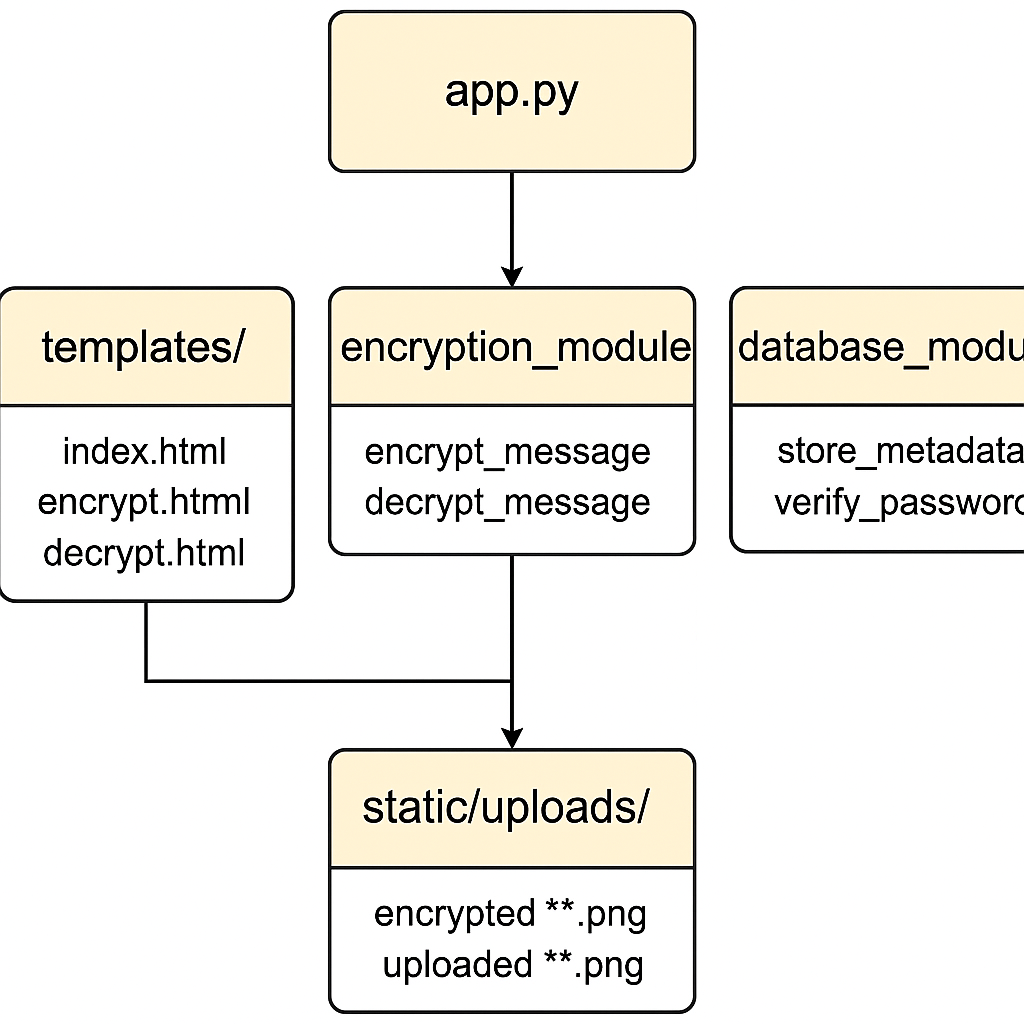 app.py
templates/
index.html
encrypt.html
decrypt.html
encryption_module
encrypt_message
decrypt_message
database_modu
store_metadata
verify_password
static/uploads/
encrypted **.png
uploaded **.png